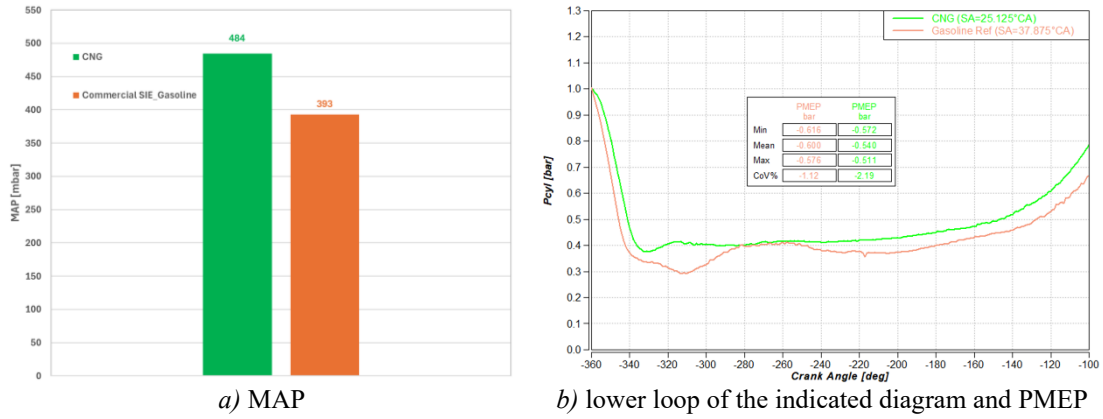 550
500
450
400
350
300
250
200
150
100
50
0
MAP [mbar]
CNG
Commercial SIE_Gasoline
484
393
a) MAP
1.3
1.2
1.1
1.0
0.9
0.8
0.7
0.6
0.5
0.4
0.3
0.2
0.1
0.0
Pcyl [bar]
CNG (SA=25.125°CA)
Gasoline Ref (SA=37.875°CA)
PMEP PMEP
bar bar
Min -0.616 -0.572
Mean -0.600 -0.540
Max -0.576 -0.511
CoV% -1.12 -2.19
-360 -340 -320 -300 -280 -260 -240 -220 -200 -180 -160 -140 -120 -100
Crank Angle [deg]
b) lower loop of the indicated diagram and PMEP